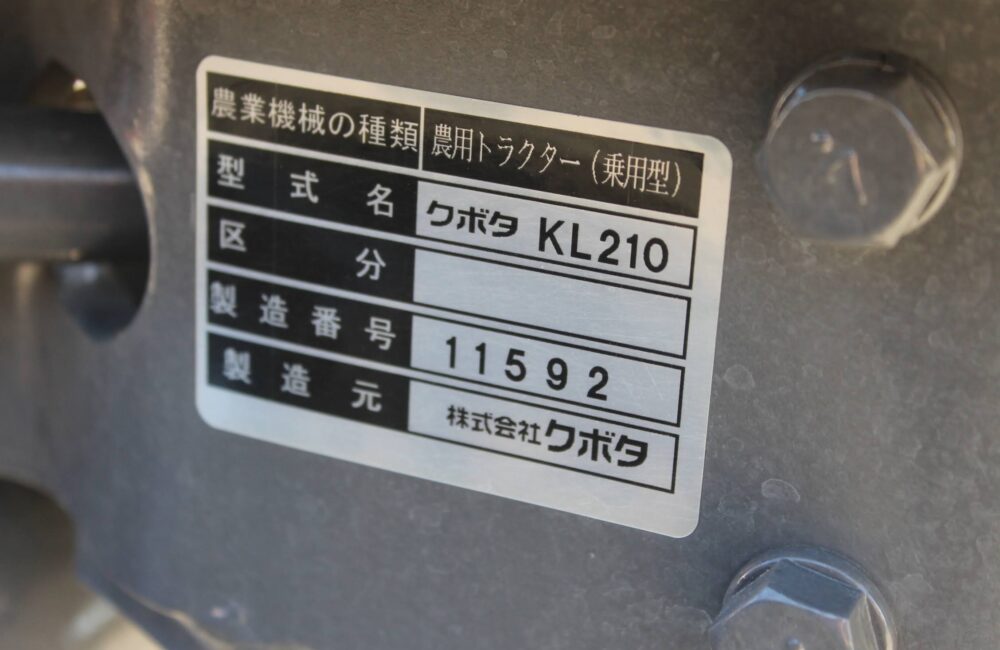 農業機械の種類 農用トラクター(乗用型)
型式名 クボタ KL210
区分
製造番号 11592
製造元 株式会社クボタ